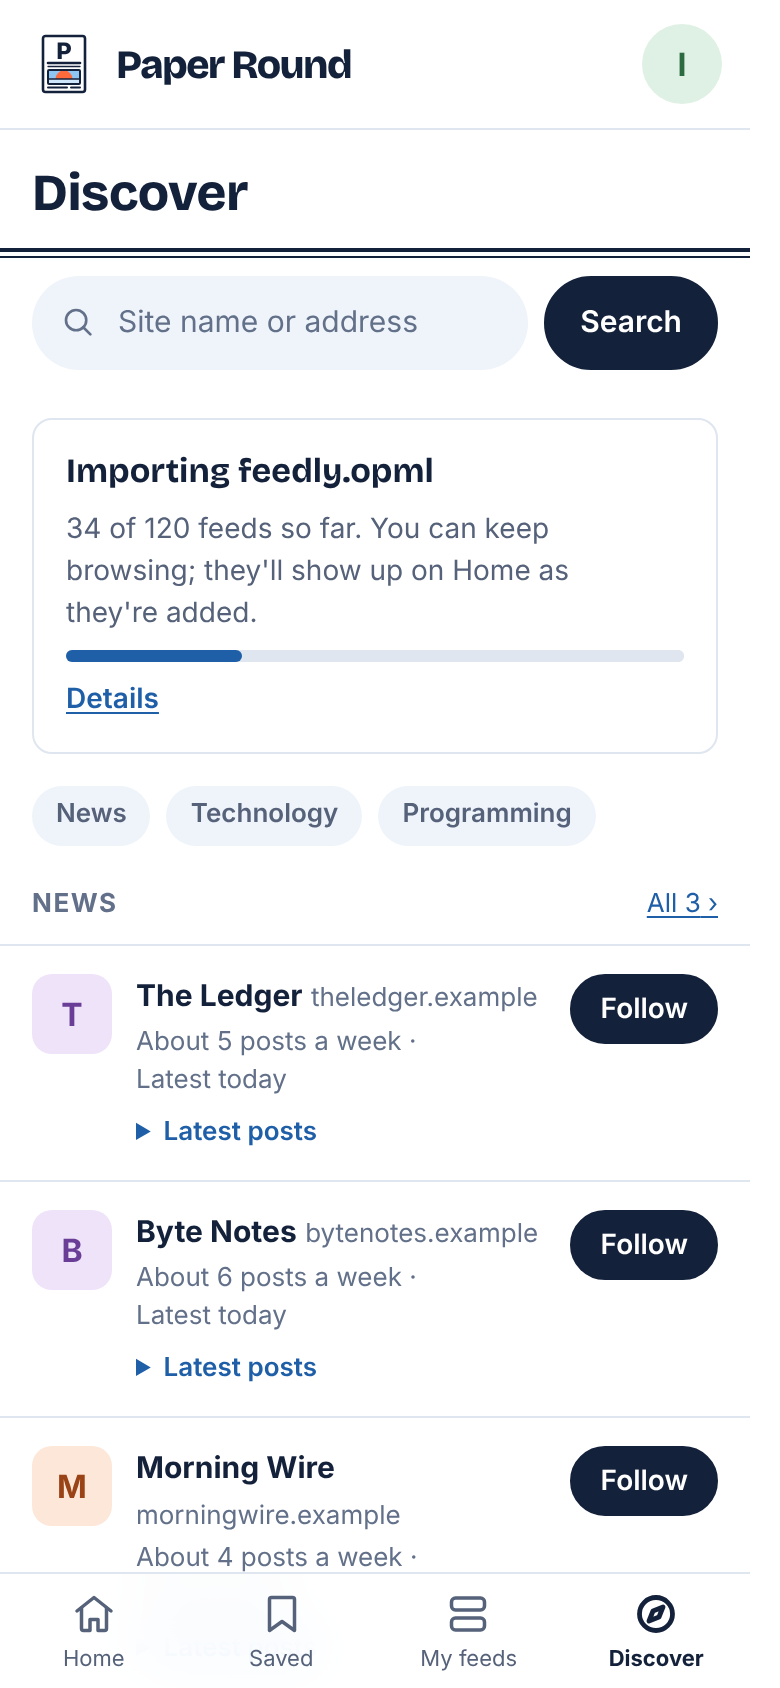 P
Paper Round
I
Discover
Site name or address
Search
Importing feedly.opml
34 of 120 feeds so far. You can keep
browsing; they'll show up on Home as
they're added.
Details
News
Technology
Programming
NEWS
All 3 ›
T
The Ledger theledger.example
Follow
About 5 posts a week ·
Latest today
▶ Latest posts
B
Byte Notes bytenotes.example
Follow
About 6 posts a week ·
Latest today
▶ Latest posts
M
Morning Wire
Follow
morningwire.example
About 4 posts a week ·
Home
Saved
My feeds
Discover